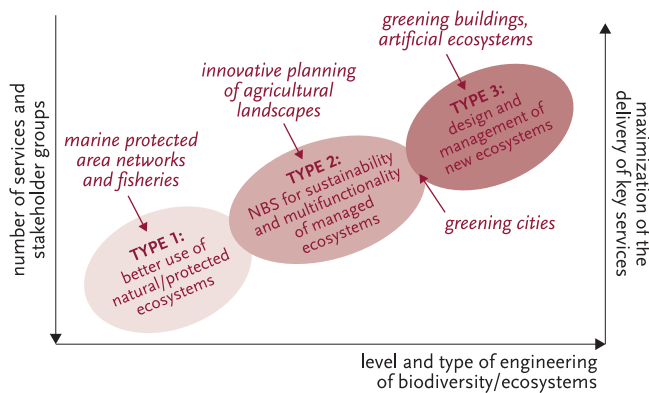 greening buildings,
artificial ecosystems
innovative planning
of agricultural
landscapes
marine protected
area networks
and fisheries
number of services and
stakeholder groups
TYPE 1:
better use of
natural/protected
ecosystems
TYPE 2:
NBS for sustainability
and multifunctionality
of managed
ecosystems
TYPE 3:
design and
management of
new ecosystems
greening cities
maximization of the
delivery of key services
level and type of engineering
of biodiversity/ecosystems